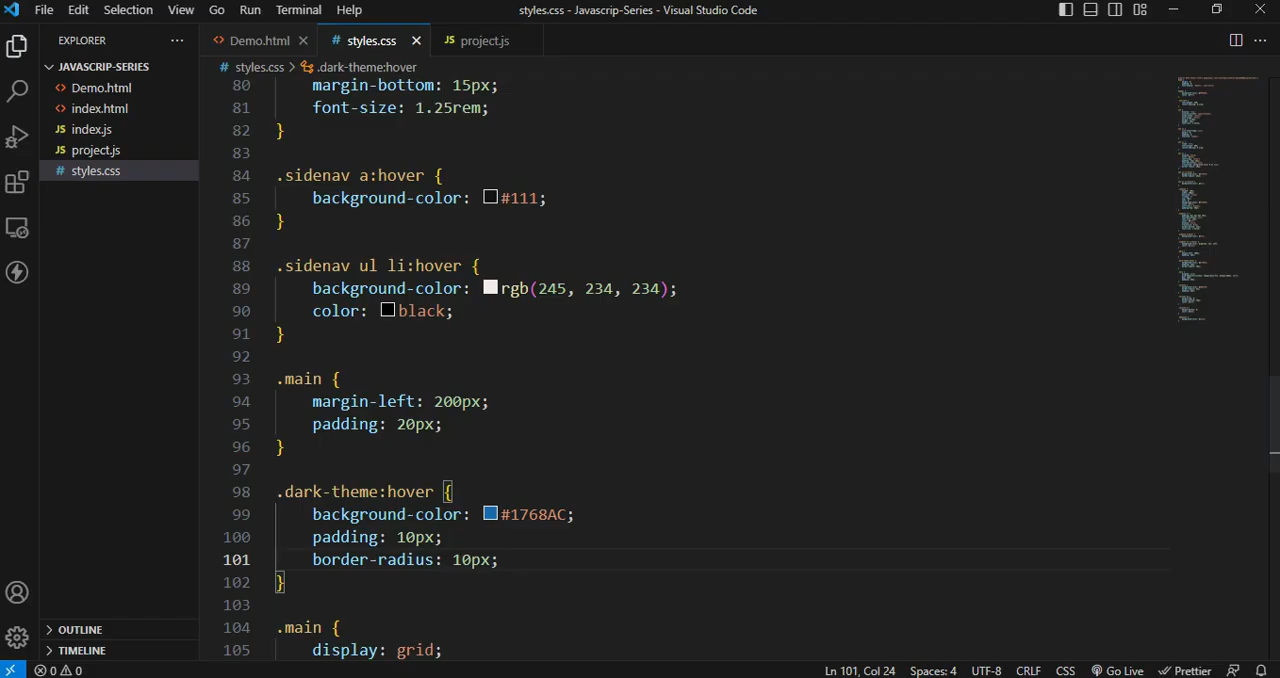 File Edit Selection View Go Run Terminal Help
styles.css - Javascrip-Series - Visual Studio Code
EXPLORER
Demo.html
styles.css
project.js
JAVASCRIP-SERIES
styles.css > .dark-theme:hover
Demo.html
index.html
JS index.js
JS project.js
# styles.css
80 margin-bottom: 15px;
81 font-size: 1.25rem;
82 }
83
84 .sidenav a:hover {
85 background-color: #111;
86 }
87
88 .sidenav ul li:hover {
89 background-color: rgb(245, 234, 234);
90 color: black;
91 }
92
93 .main {
94 margin-left: 200px;
95 padding: 20px;
96 }
97
98 .dark-theme:hover {
99 background-color: #1768AC;
100 padding: 10px;
101 border-radius: 10px;
102 }
103
104 .main {
105 display: grid;
OUTLINE
TIMELINE
0 0
Ln 101, Col 24 Spaces: 4 UTF-8 CRLF CSS Go Live Prettier